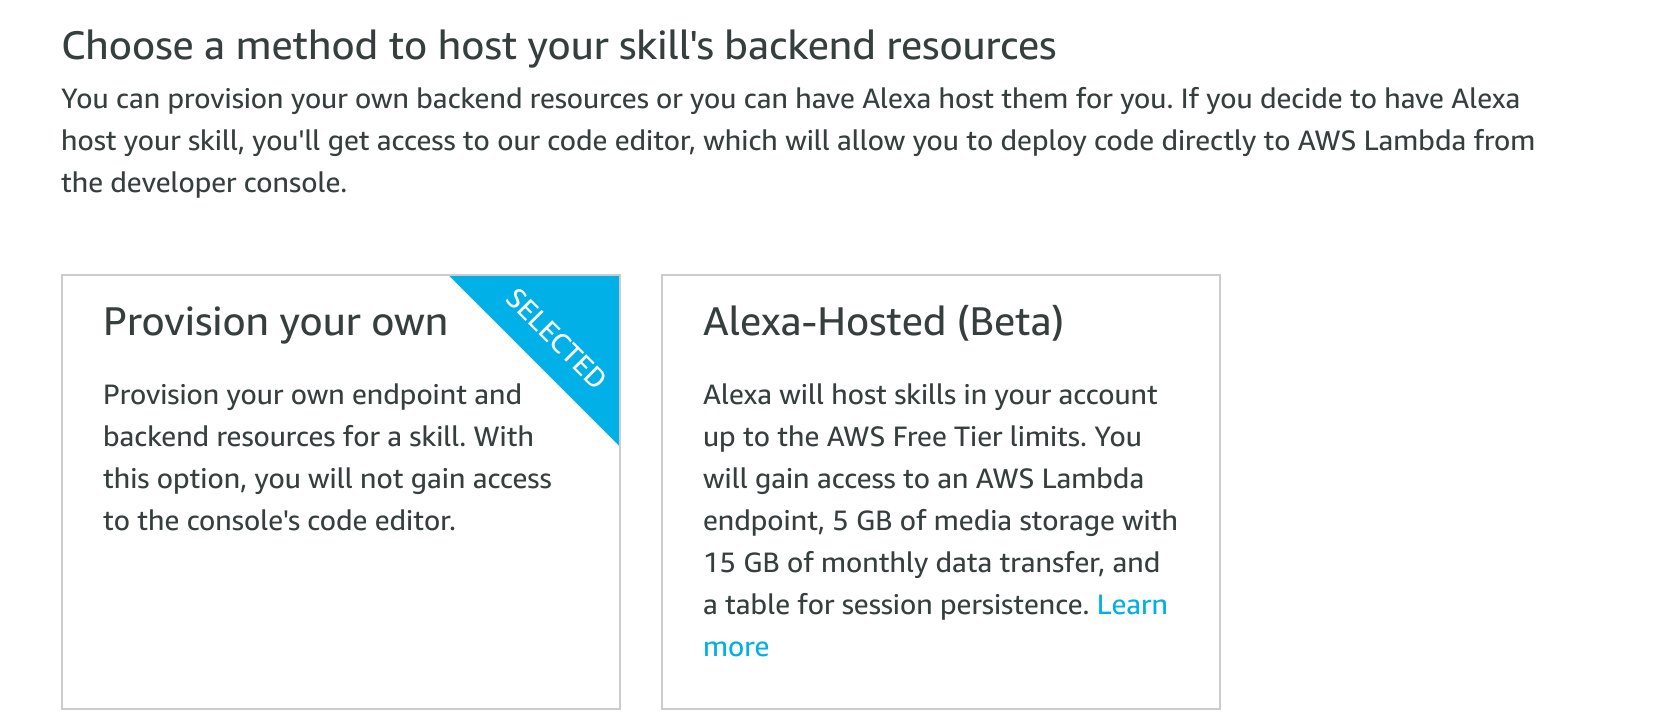 Choose a method to host your skill's backend resources
You can provision your own backend resources or you can have Alexa host them for you. If you decide to have Alexa
host your skill, you'll get access to our code editor, which will allow you to deploy code directly to AWS Lambda from
the developer console.
Provision your own
SELECTED
Provision your own endpoint and
backend resources for a skill. With
this option, you will not gain access
to the console's code editor.
Alexa-Hosted (Beta)
Alexa will host skills in your account
up to the AWS Free Tier limits. You
will gain access to an AWS Lambda
endpoint, 5 GB of media storage with
15 GB of monthly data transfer, and
a table for session persistence. Learn
more